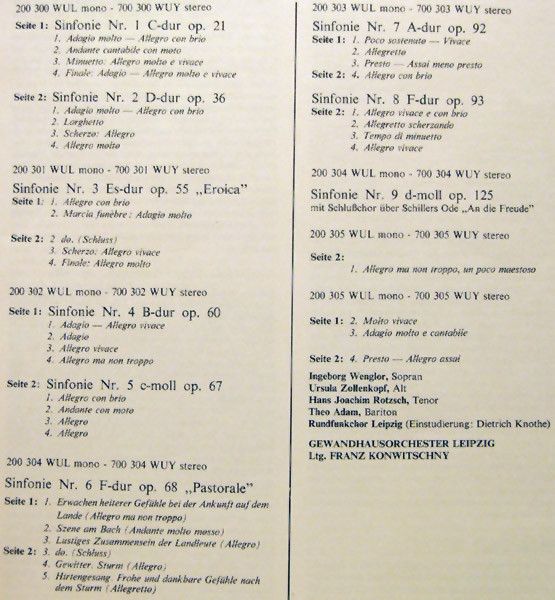 200 300 WUL mono - 700 300 WUY stereo
Seite 1: Sinfonie Nr. 1 C-dur op. 21
1. Adagio molto — Allegro con brio
2. Andante cantabile con moto
3. Minuetto: Allegro molto e vivace
4. Finale: Adagio — Allegro molto e vivace
Seite 2: Sinfonie Nr. 2 D-dur op. 36
1. Adagio molto — Allegro con brio
2. Larghetto
3. Scherzo: Allegro
4. Allegro molto
200 301 WUL mono - 700 301 WUY stereo
Sinfonie Nr. 3 Es-dur op. 55 „Eroica"
Seite 1: 1. Allegro con brio
2. Marcia funèbre: Adagio molto
Seite 2: 2 do. (Schluss)
3. Scherzo: Allegro vivace
4. Finale: Allegro molto
200 302 WUL mono - 700 302 WUY stereo
Seite 1: Sinfonie Nr. 4 B-dur op. 60
1. Adagio — Allegro vivace
2. Adagio
3. Allegro vivace
4. Allegro ma non troppo
Seite 2: Sinfonie Nr. 5 c-moll op. 67
1. Allegro con brio
2. Andante con moto
3. Allegro
4. Allegro
200 304 WUL mono - 700 304 WUY stereo
Sinfonie Nr. 6 F-dur op. 68 „Pastorale"
Seite 1: 1. Erwachen heiterer Gefühle bei der Ankunft auf dem
Lande (Allegro ma non troppo)
2. Szene am Bach (Andante molto mosso)
3. Lustiges Zusammensein der Landleute (Allegro)
Seite 2: 3. do. (Schluss)
4. Gewitter. Sturm (Allegro)
5. Hirtengesang. Frohe und dankbare Gefühle nach
dem Sturm (Allegretto)
200 303 WUL mono - 700 303 WUY stereo
Sinfonie Nr. 7 A-dur op. 92
Seite 1: 1. Poco sostenuto — Vivace
2. Allegretto
3. Presto — Assai meno presto
Seite 2: 4. Allegro con brio
Sinfonie Nr. 8 F-dur op. 93
Seite 2: 1. Allegro vivace e con brio
2. Allegretto scherzando
3. Tempo di minuetto
4. Allegro vivace
200 304 WUL mono - 700 304 WUY stereo
Sinfonie Nr. 9 d-moll op. 125
mit Schlußchor über Schillers Ode „An die Freude"
200 305 WUL mono - 700 305 WUY stereo
Seite 2:
1. Allegro ma non troppo, un poco maestoso
200 305 WUL mono - 700 305 WUY stereo
Seite 1: 2. Molto vivace
3. Adagio molto e cantabile
Seite 2: 4. Presto — Allegro assai
Ingeborg Wenglor, Sopran
Ursula Zollenkopf, Alt
Hans Joachim Rotzsch, Tenor
Theo Adam, Bariton
Rundfunkchor Leipzig (Einstudierung: Dietrich Knothe)
GEWANDHAUSORCHESTER LEIPZIG
Ltg. FRANZ KONWITSCHNY